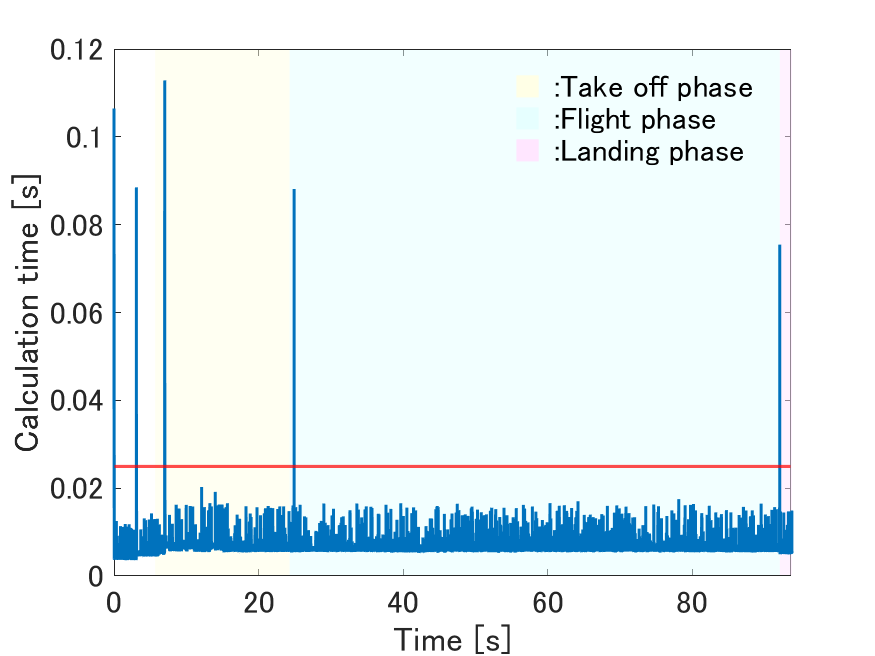 0.12
0.1
0.08
0.06
0.04
0.02
0
Calculation time [s]
:Take off phase
:Flight phase
:Landing phase
0 20 40 60 80
Time [s]